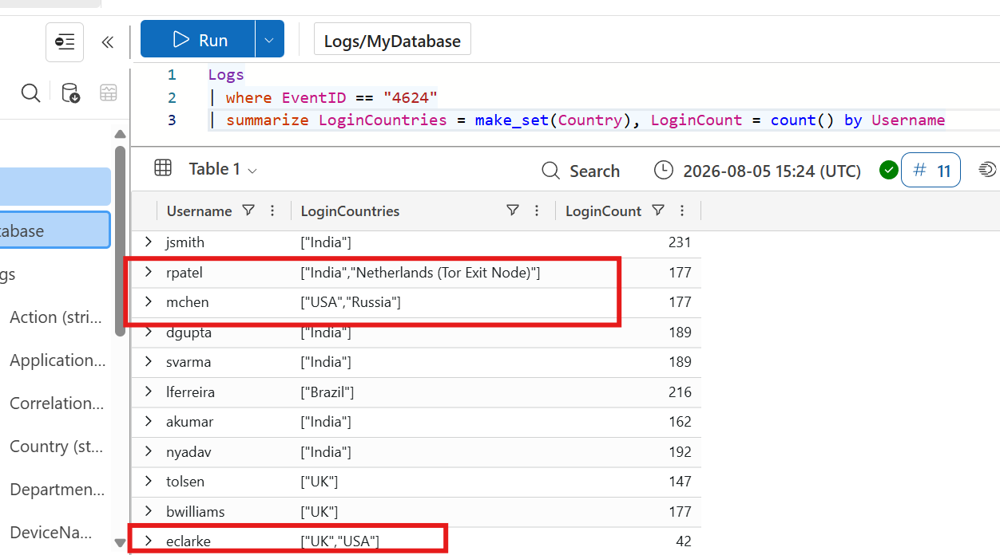 Run
Logs/MyDatabase
1 Logs
2 | where EventID == "4624"
3 | summarize LoginCountries = make_set(Country), LoginCount = count() by Username
Table 1
Search
2026-08-05 15:24 (UTC)
# 11
tabase
gs
Action (stri...
Application...
Correlation...
Country (st...
Departmen...
DeviceNa...
Username LoginCountries LoginCount
jsmith ["India"] 231
rpatel ["India","Netherlands (Tor Exit Node)"] 177
mchen ["USA","Russia"] 177
dgupta ["India"] 189
svarma ["India"] 189
lferreira ["Brazil"] 216
akumar ["India"] 162
nyadav ["India"] 192
tolsen ["UK"] 147
bwilliams ["UK"] 177
eclarke ["UK","USA"] 42